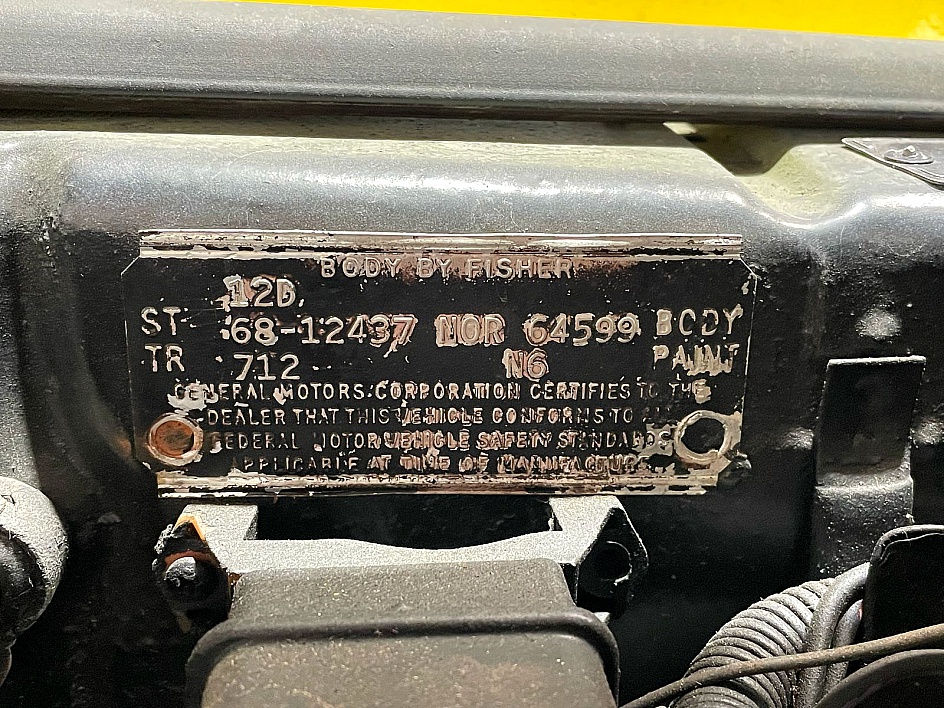 BODY BY FISHER
12D
ST 68-12437 NOR 64599 BODY
TR 712 N6 PAINT
GENERAL MOTORS CORPORATION CERTIFIES TO THE
DEALER THAT THIS VEHICLE CONFORMS TO ALL
FEDERAL MOTOR VEHICLE SAFETY STANDARDS
APPLICABLE AT TIME OF MANUFACTURE